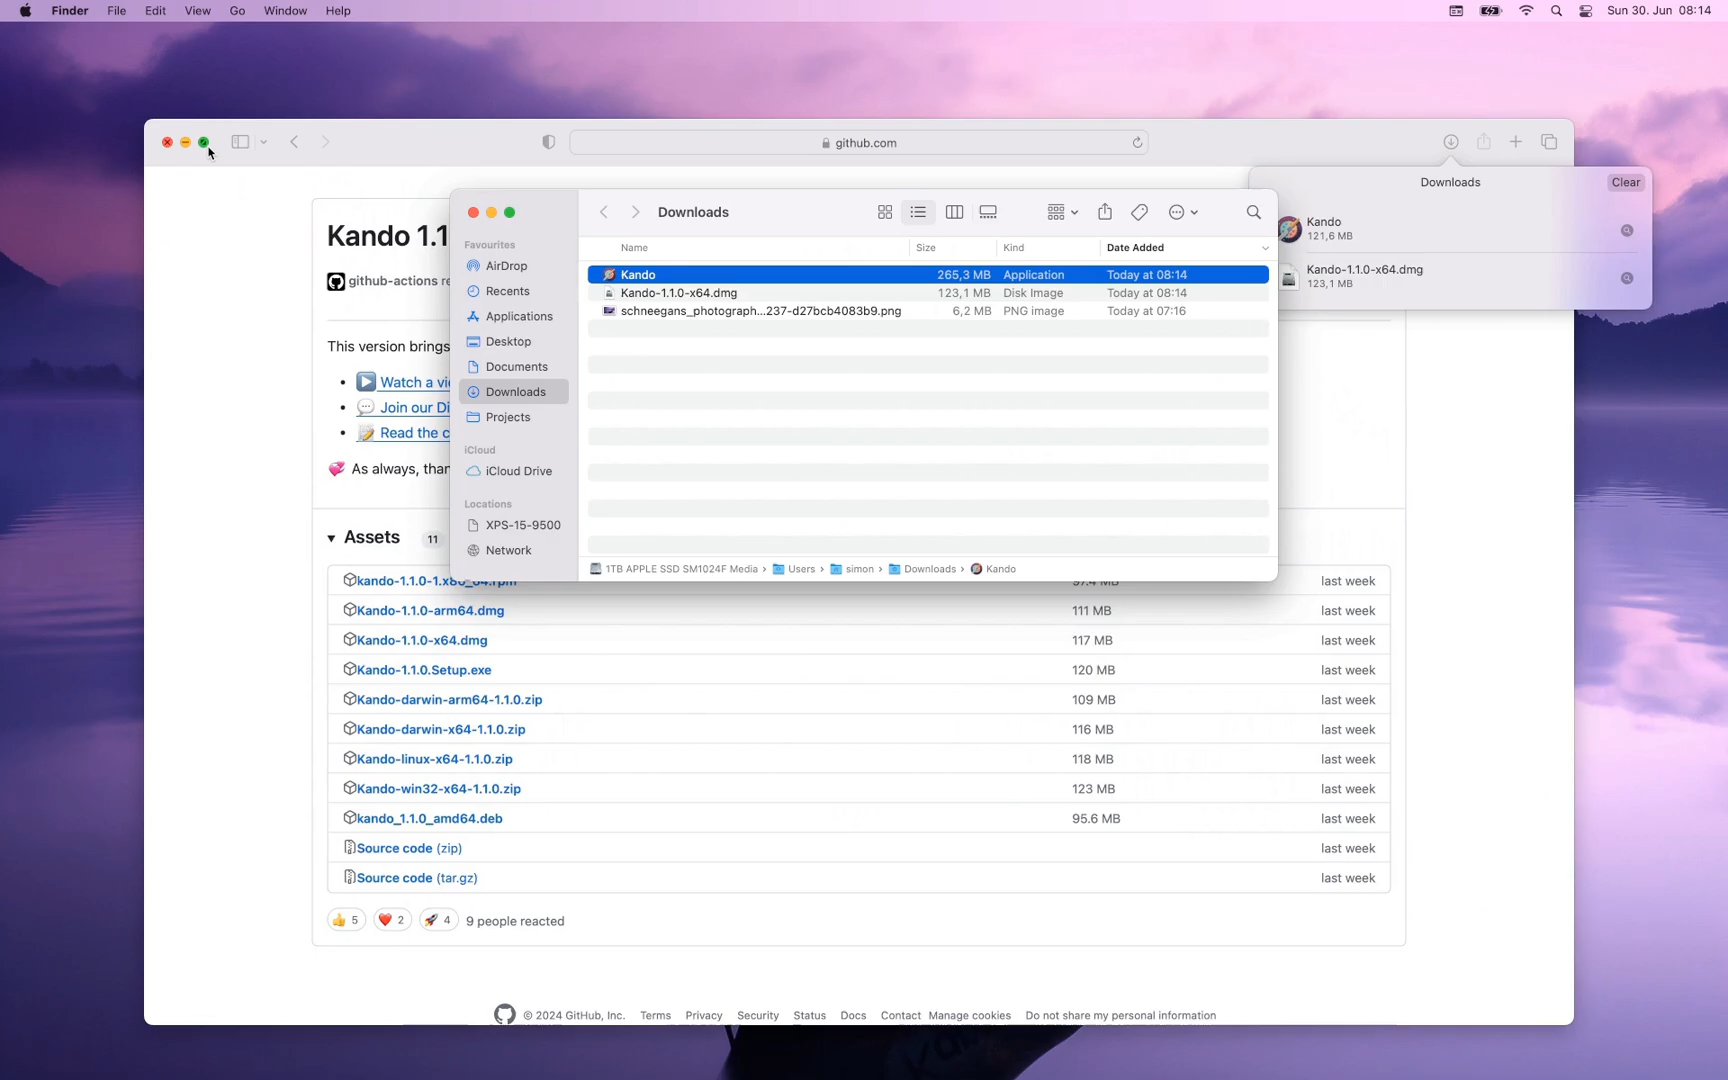 Finder File Edit View Go Window Help Sun 30. Jun 08:14
github.com
Downloads Clear
Kando
121,6 MB
Kando-1.1.0-x64.dmg
123,1 MB
Downloads
Favourites
AirDrop
Recents
Applications
Desktop
Documents
Downloads
Projects
iCloud
iCloud Drive
Locations
XPS-15-9500
Network
Name Size Kind Date Added
Kando 265,3 MB Application Today at 08:14
Kando-1.1.0-x64.dmg 123,1 MB Disk Image Today at 08:14
schneegans_photograph...237-d27bcb4083b9.png 6,2 MB PNG image Today at 07:16
1TB APPLE SSD SM1024F Media › Users › simon › Downloads › Kando
Kando 1.1
github-actions re
This version brings
Watch a vi
Join our Di
Read the c
As always, than
Assets 11
kando-1.1.0-1.x86_64.rpm 97.4 MB last week
Kando-1.1.0-arm64.dmg 111 MB last week
Kando-1.1.0-x64.dmg 117 MB last week
Kando-1.1.0.Setup.exe 120 MB last week
Kando-darwin-arm64-1.1.0.zip 109 MB last week
Kando-darwin-x64-1.1.0.zip 116 MB last week
Kando-linux-x64-1.1.0.zip 118 MB last week
Kando-win32-x64-1.1.0.zip 123 MB last week
kando_1.1.0_amd64.deb 95.6 MB last week
Source code (zip) last week
Source code (tar.gz) last week
5 2 4 9 people reacted
© 2024 GitHub, Inc. Terms Privacy Security Status Docs Contact Manage cookies Do not share my personal information